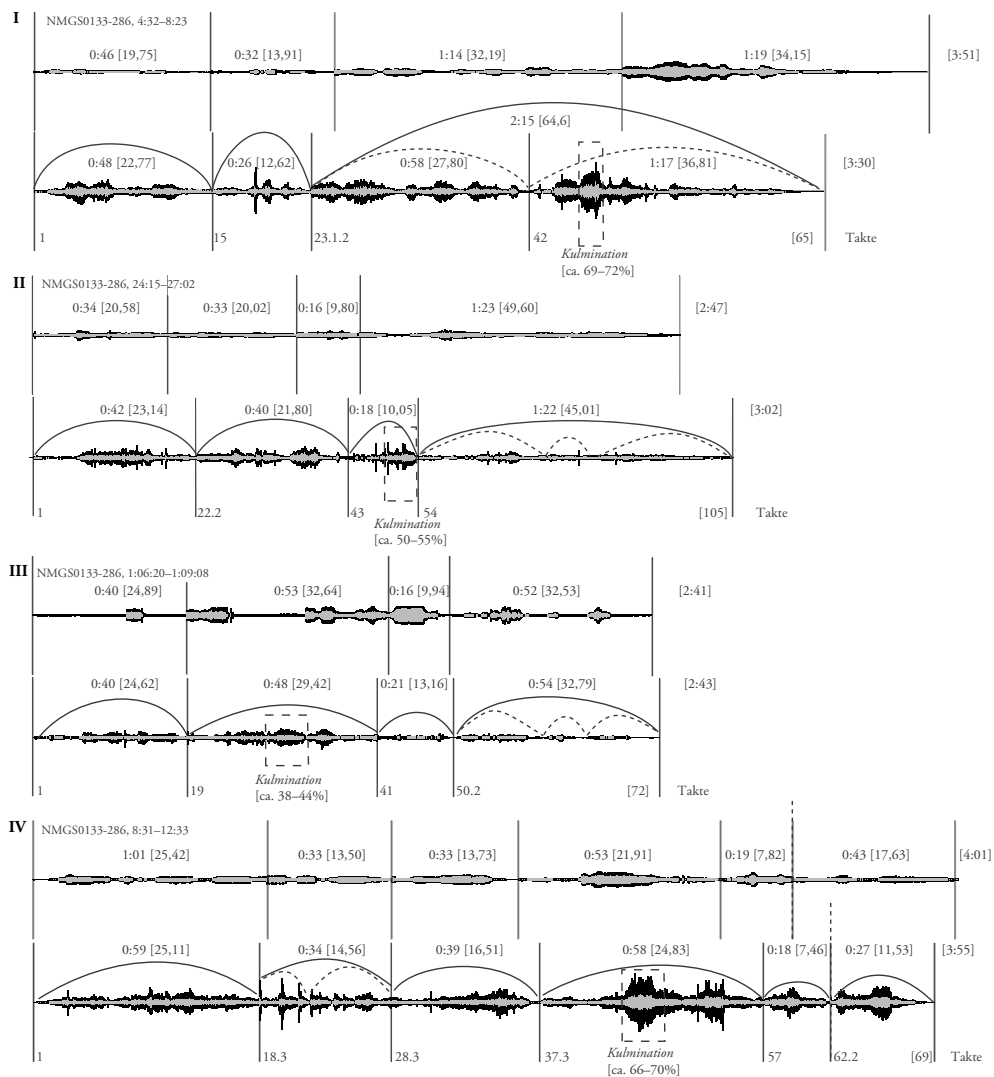 I NMGS0133-286, 4:32–8:23
0:46 [19,75] 0:32 [13,91] 1:14 [32,19] 1:19 [34,15] [3:51]
2:15 [64,6]
0:48 [22,77] 0:26 [12,62] 0:58 [27,80] 1:17 [36,81] [3:30]
1 15 23.1.2 42 [65] Takte
Kulmination
[ca. 69–72%]
II NMGS0133-286, 24:15–27:02
0:34 [20,58] 0:33 [20,02] 0:16 [9,80] 1:23 [49,60] [2:47]
0:42 [23,14] 0:40 [21,80] 0:18 [10,05] 1:22 [45,01] [3:02]
1 22.2 43 54 [105] Takte
Kulmination
[ca. 50–55%]
III NMGS0133-286, 1:06:20–1:09:08
0:40 [24,89] 0:53 [32,64] 0:16 [9,94] 0:52 [32,53] [2:41]
0:40 [24,62] 0:48 [29,42] 0:21 [13,16] 0:54 [32,79] [2:43]
Kulmination
[ca. 38–44%]
1 19 41 50.2 [72] Takte
IV NMGS0133-286, 8:31–12:33
1:01 [25,42] 0:33 [13,50] 0:33 [13,73] 0:53 [21,91] 0:19 [7,82] 0:43 [17,63] [4:01]
0:59 [25,11] 0:34 [14,56] 0:39 [16,51] 0:58 [24,83] 0:18 [7,46] 0:27 [11,53] [3:55]
1 18.3 28.3 37.3 57 62.2 [69] Takte
Kulmination
[ca. 66–70%]